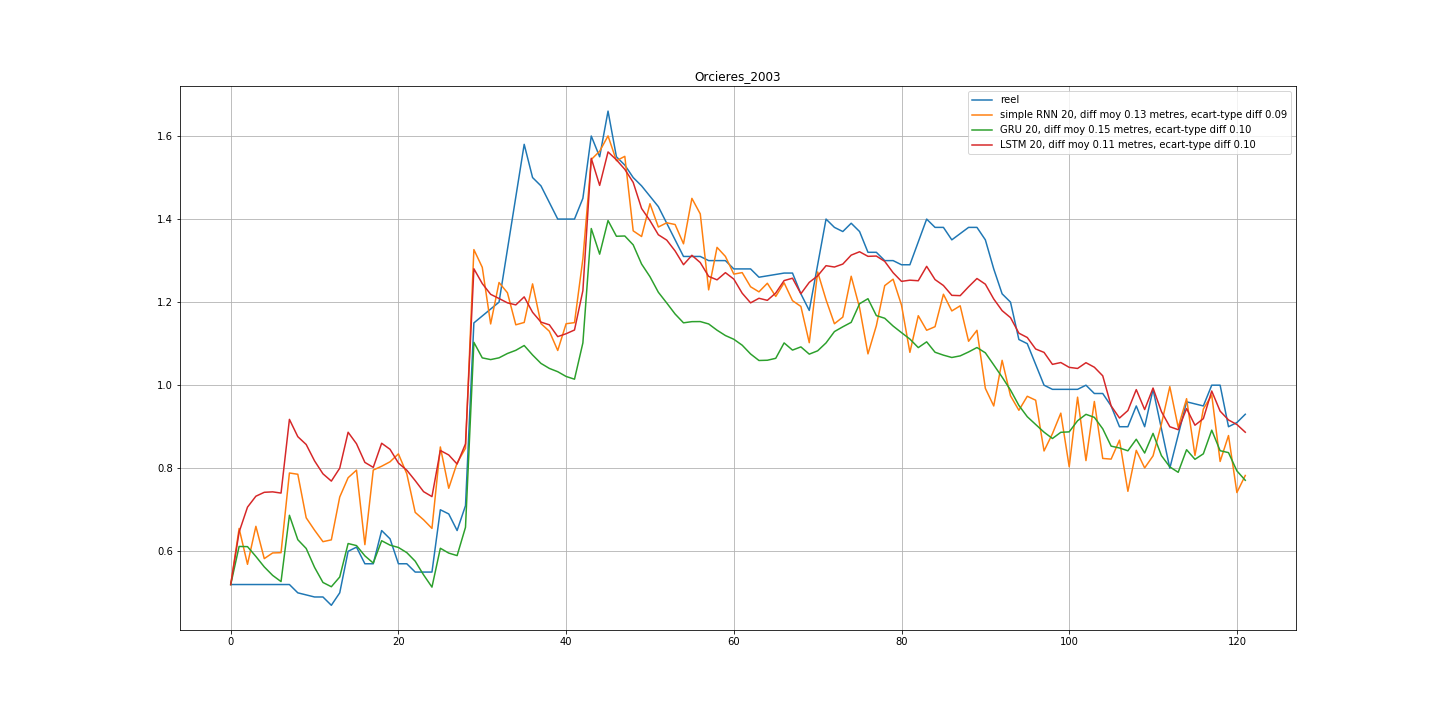 Orcieres_2003
reel
simple RNN 20, diff moy 0.13 metres, ecart-type diff 0.09
GRU 20, diff moy 0.15 metres, ecart-type diff 0.10
LSTM 20, diff moy 0.11 metres, ecart-type diff 0.10
1.6
1.4
1.2
1.0
0.8
0.6
0 20 40 60 80 100 120